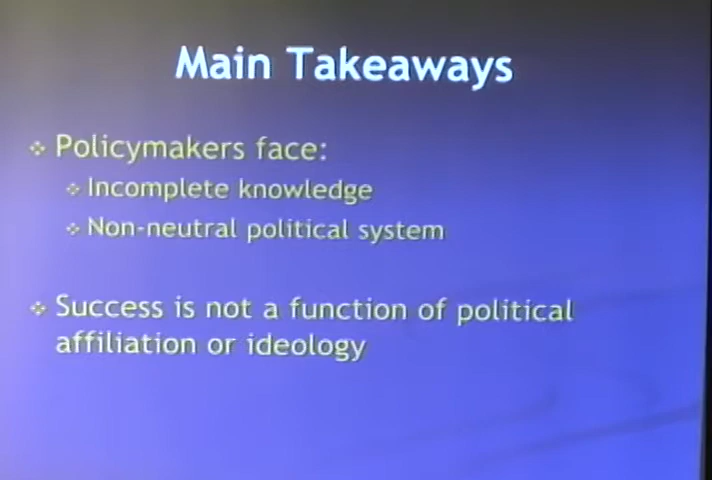 Main Takeaways
Policymakers face:
Incomplete knowledge
Non-neutral political system
Success is not a function of political
affiliation or ideology